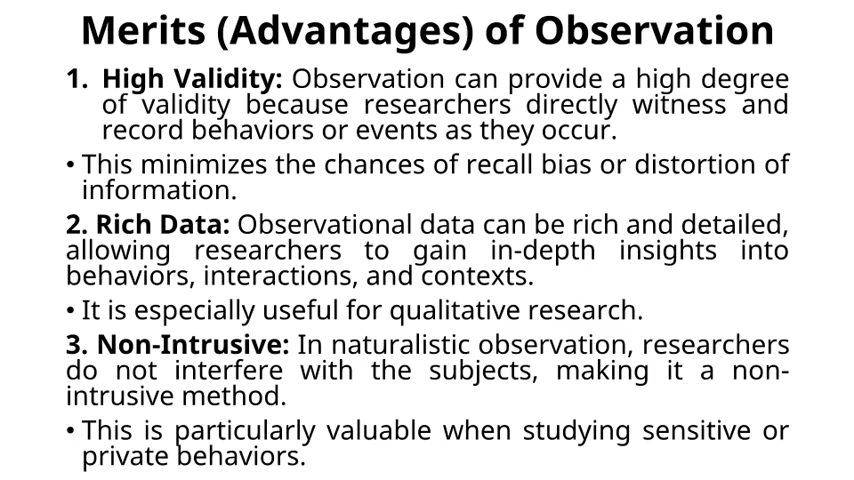 Merits (Advantages) of Observation
1. High Validity: Observation can provide a high degree
of validity because researchers directly witness and
record behaviors or events as they occur.
• This minimizes the chances of recall bias or distortion of
information.
2. Rich Data: Observational data can be rich and detailed,
allowing researchers to gain in-depth insights into
behaviors, interactions, and contexts.
• It is especially useful for qualitative research.
3. Non-Intrusive: In naturalistic observation, researchers
do not interfere with the subjects, making it a non-
intrusive method.
• This is particularly valuable when studying sensitive or
private behaviors.